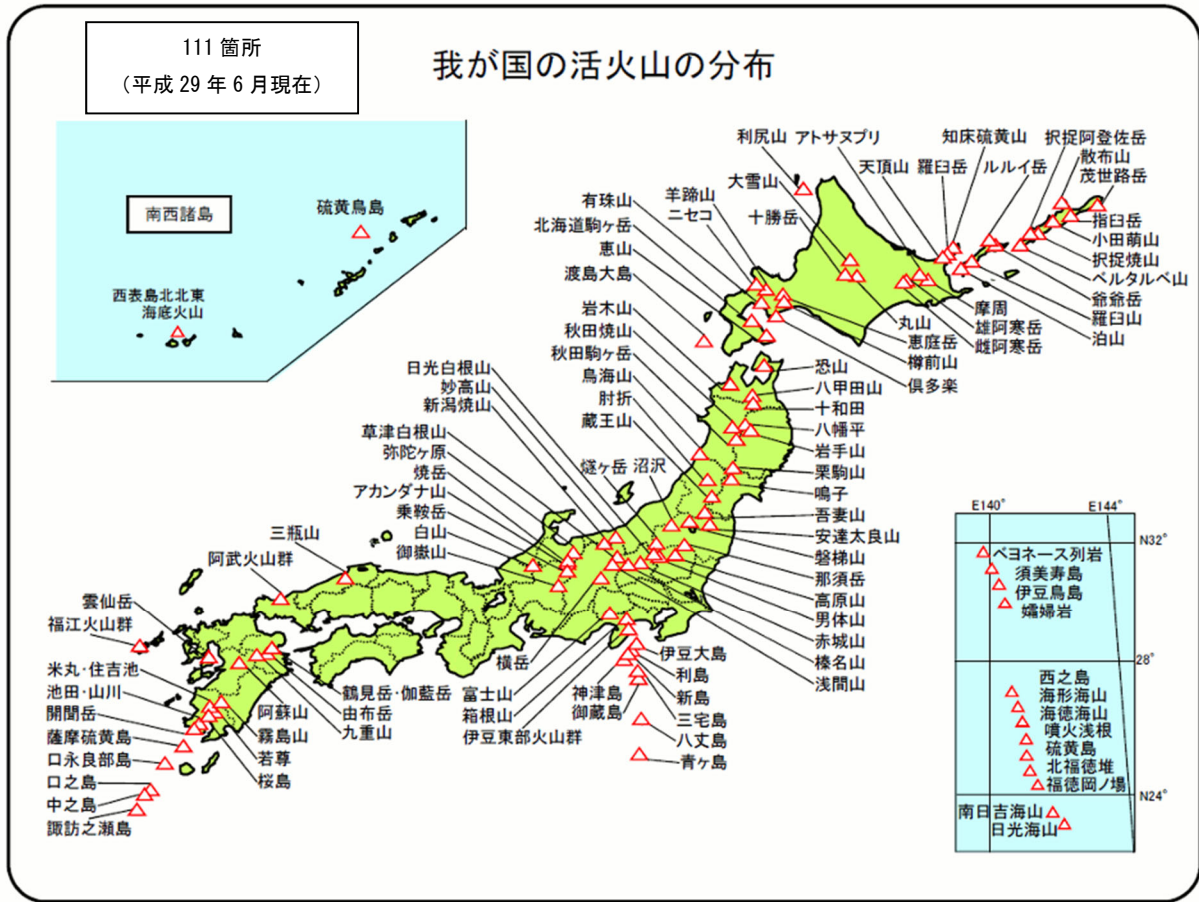 111 箇所
（平成 29 年 6 月現在）
我が国の活火山の分布
南西諸島
硫黄鳥島
西表島北北東
海底火山
利尻山
アトサヌプリ
知床硫黄山
択捉阿登佐岳
天頂山
羅臼岳
ルルイ岳
散布山
茂世路岳
大雪山
十勝岳
羊蹄山
ニセコ
有珠山
北海道駒ヶ岳
恵山
渡島大島
指臼岳
小田萌山
択捉焼山
ベルタルベ山
爺爺岳
羅臼山
泊山
摩周
雄阿寒岳
雌阿寒岳
丸山
恵庭岳
樽前山
倶多楽
岩木山
秋田焼山
秋田駒ヶ岳
鳥海山
肘折
蔵王山
恐山
八甲田山
十和田
八幡平
岩手山
栗駒山
鳴子
吾妻山
安達太良山
磐梯山
那須岳
高原山
男体山
赤城山
榛名山
浅間山
日光白根山
妙高山
新潟焼山
草津白根山
弥陀ヶ原
焼岳
アカンダナ山
乗鞍岳
白山
御嶽山
燧ヶ岳
沼沢
三瓶山
阿武火山群
雲仙岳
福江火山群
米丸・住吉池
池田・山川
開聞岳
薩摩硫黄島
口永良部島
口之島
中之島
諏訪之瀬島
鶴見岳・伽藍岳
由布岳
九重山
阿蘇山
霧島山
若尊
桜島
横岳
富士山
箱根山
伊豆東部火山群
伊豆大島
利島
新島
神津島
三宅島
御蔵島
八丈島
青ヶ島
E140°
E144°
N32°
ベヨネース列岩
須美寿島
伊豆鳥島
孀婦岩
28°
西之島
海形海山
海徳海山
噴火浅根
硫黄島
北福徳堆
福徳岡ノ場
N24°
南日吉海山
日光海山